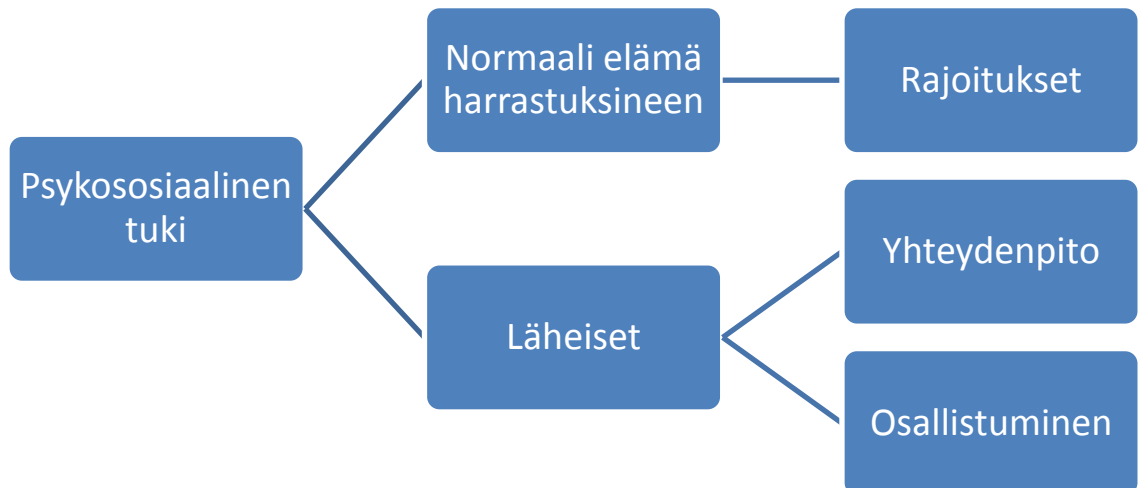 Psykososiaalinen
tuki
Normaali elämä
harrastuksineen
Rajoitukset
Läheiset
Yhteydenpito
Osallistuminen